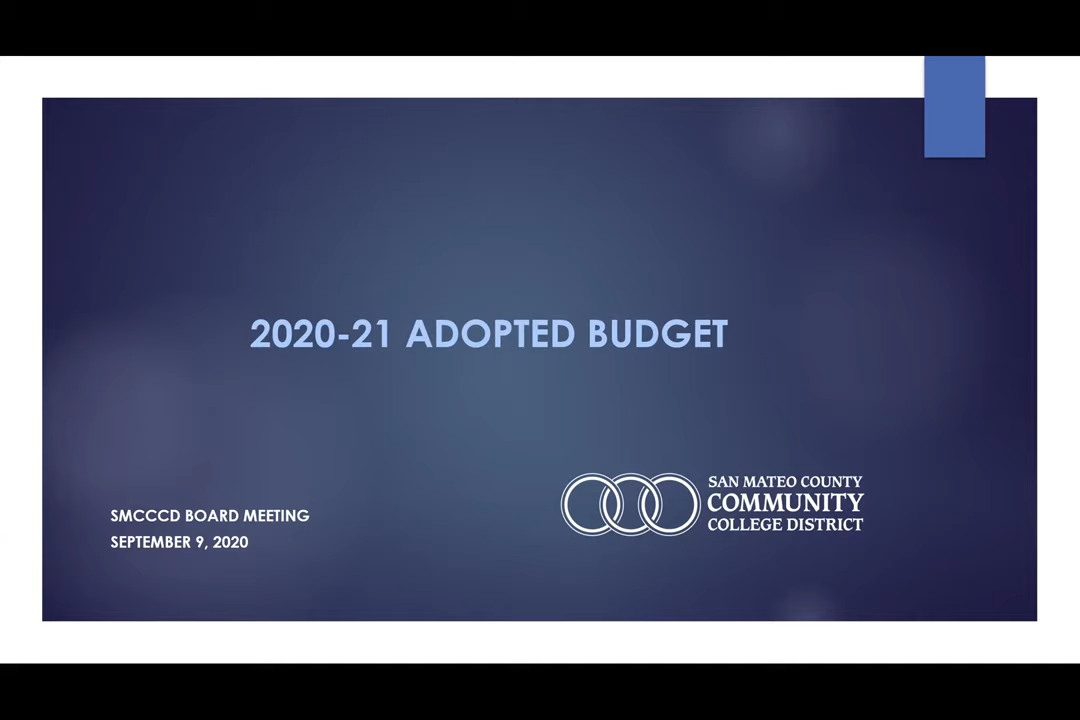 2020-21 ADOPTED BUDGET
SMCCCD BOARD MEETING
SEPTEMBER 9, 2020
SAN MATEO COUNTY
COMMUNITY
COLLEGE DISTRICT